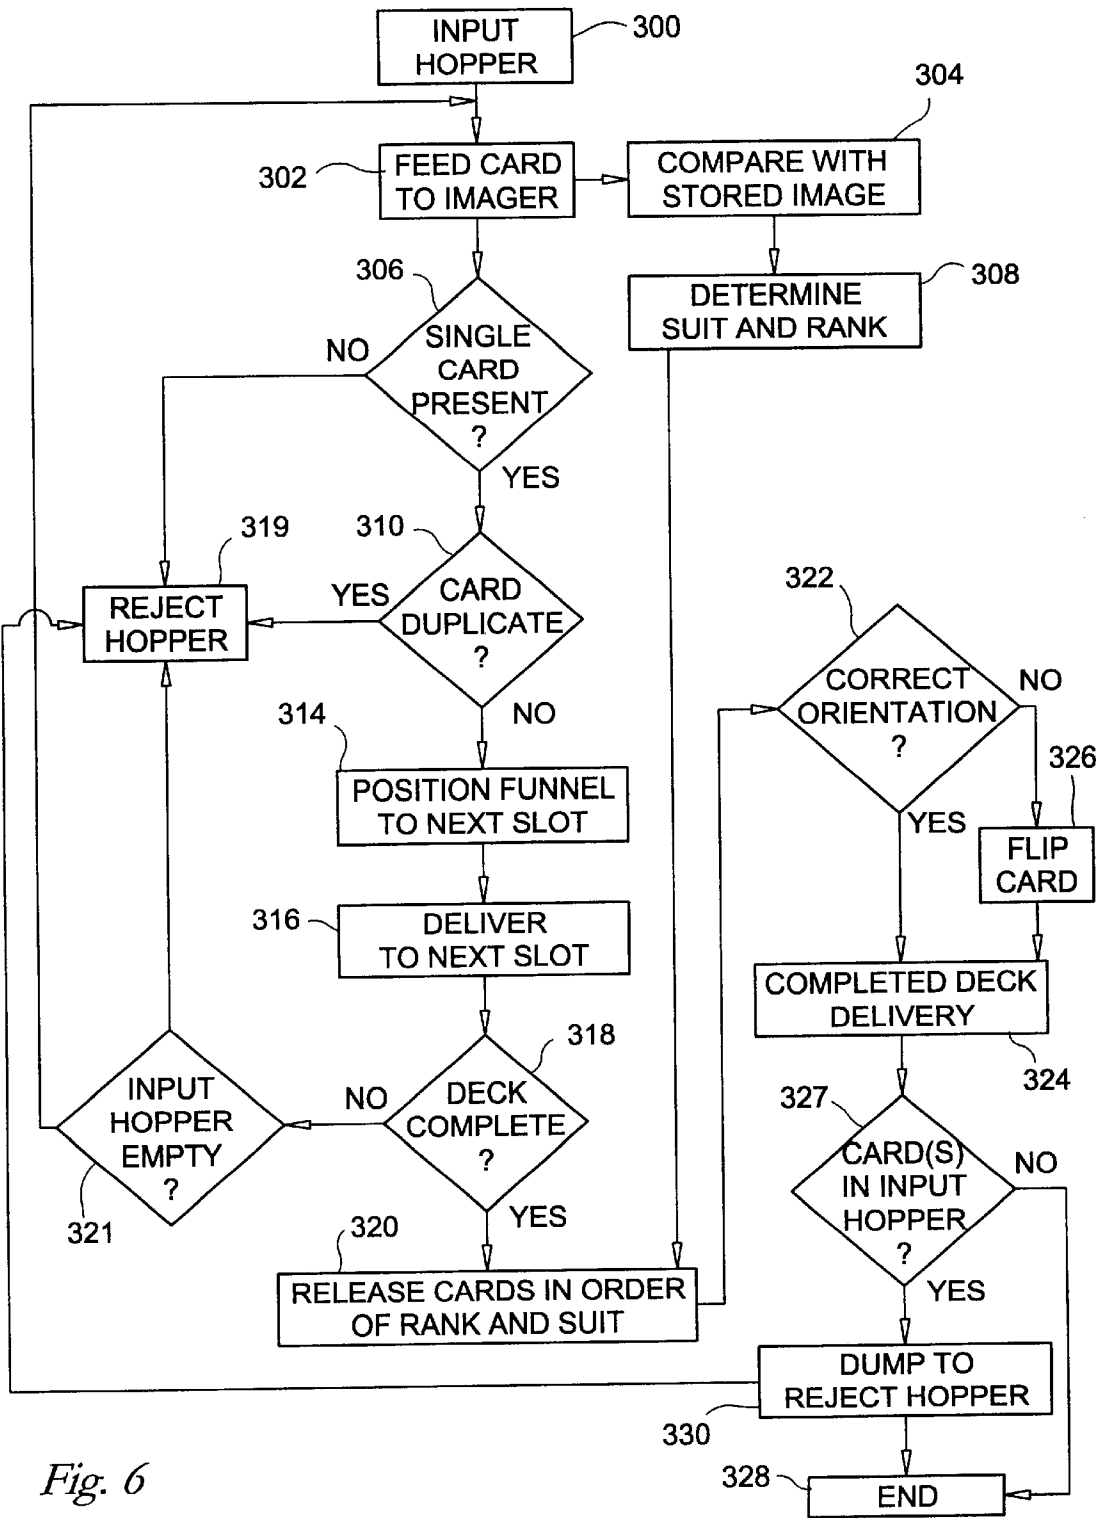 INPUT
HOPPER
300
302
FEED CARD
TO IMAGER
304
COMPARE WITH
STORED IMAGE
306
SINGLE
CARD
PRESENT
?
NO
YES
308
DETERMINE
SUIT AND RANK
319
REJECT
HOPPER
310
CARD
DUPLICATE
?
YES
NO
314
POSITION FUNNEL
TO NEXT SLOT
316
DELIVER
TO NEXT SLOT
318
DECK
COMPLETE
?
NO
YES
INPUT
HOPPER
EMPTY
?
321
320
RELEASE CARDS IN ORDER
OF RANK AND SUIT
322
CORRECT
ORIENTATION
?
NO
YES
326
FLIP
CARD
COMPLETED DECK
DELIVERY
324
327
CARD(S)
IN INPUT
HOPPER
?
NO
YES
DUMP TO
REJECT HOPPER
330
328
END
Fig. 6